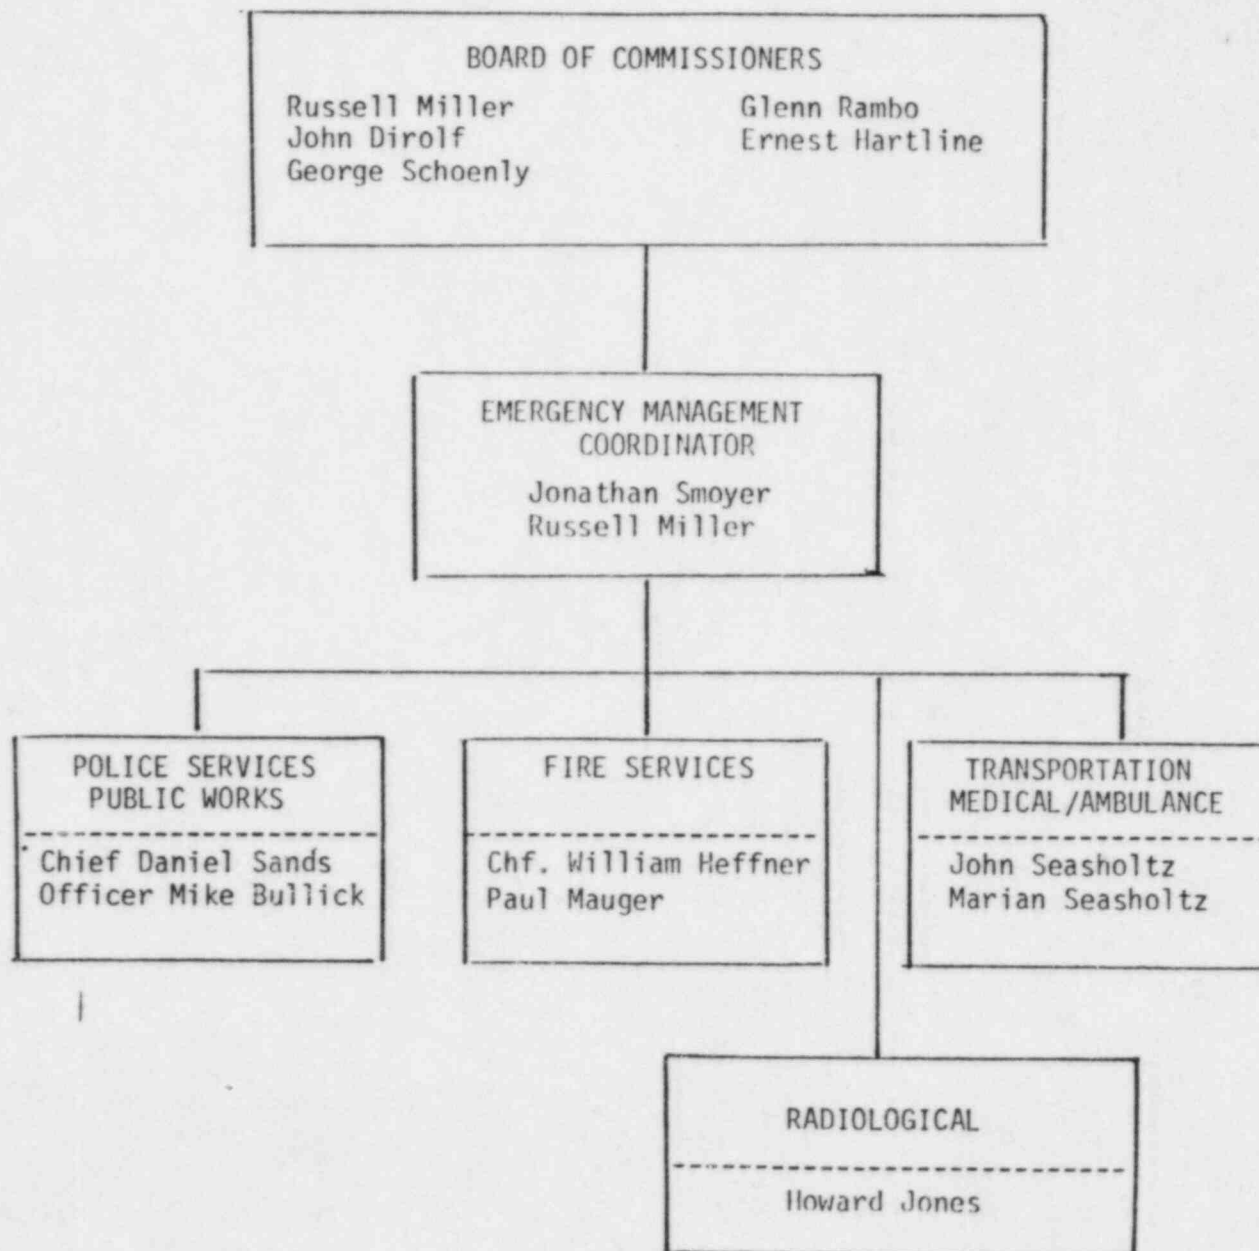 BOARD OF COMMISSIONERS
Russell Miller Glenn Rambo
John Dirolf Ernest Hartline
George Schoenly
EMERGENCY MANAGEMENT
COORDINATOR
Jonathan Smoyer
Russell Miller
POLICE SERVICES
PUBLIC WORKS
Chief Daniel Sands
Officer Mike Bullick
FIRE SERVICES
Chf. William Heffner
Paul Mauger
TRANSPORTATION
MEDICAL/AMBULANCE
John Seasholtz
Marian Seasholtz
RADIOLOGICAL
Howard Jones